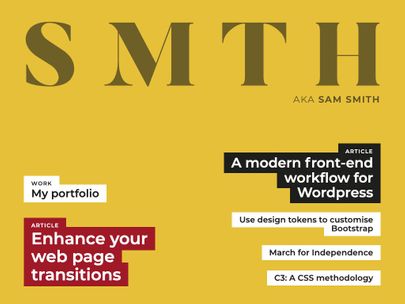 SMTH
AKA SAM SMITH
WORK
My portfolio
ARTICLE
Enhance your
web page
transitions
ARTICLE
A modern front-end
workflow for
Wordpress
Use design tokens to customise
Bootstrap
March for Independence
C3: A CSS methodology